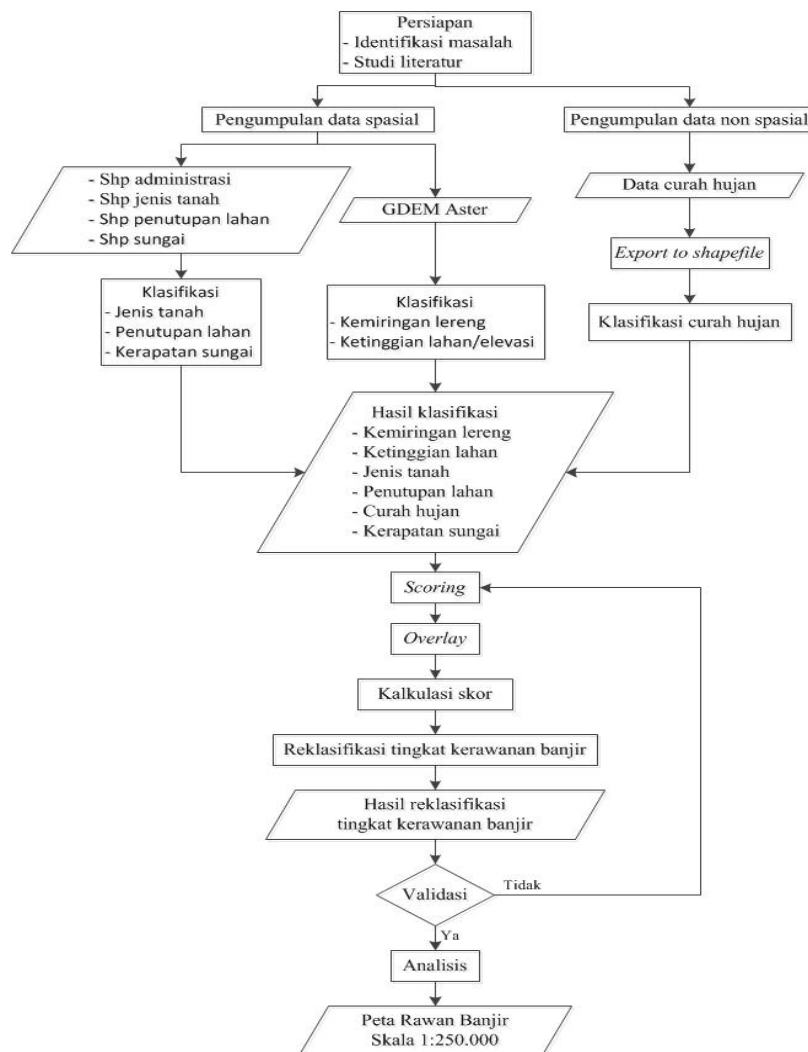 Persiapan
- Identifikasi masalah
- Studi literatur
Pengumpulan data spasial
Pengumpulan data non spasial
- Shp administrasi
- Shp jenis tanah
- Shp penutupan lahan
- Shp sungai
GDEM Aster
Data curah hujan
Export to shapefile
Klasifikasi
- Jenis tanah
- Penutupan lahan
- Kerapatan sungai
Klasifikasi
- Kemiringan lereng
- Ketinggian lahan/elevasi
Klasifikasi curah hujan
Hasil klasifikasi
- Kemiringan lereng
- Ketinggian lahan
- Jenis tanah
- Penutupan lahan
- Curah hujan
- Kerapatan sungai
Scoring
Overlay
Kalkulasi skor
Reklasifikasi tingkat kerawanan banjir
Hasil reklasifikasi
tingkat kerawanan banjir
Validasi
Tidak
Ya
Analisis
Peta Rawan Banjir
Skala 1:250.000